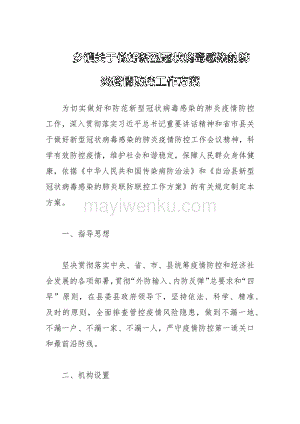 乡镇关于做好新型冠状病毒感染的肺
炎疫情防控工作方案
为切实做好和防范新型冠状病毒感染的肺炎疫情防控
工作，深入贯彻落实习近平总书记重要讲话精神和省市县关
于做好新型冠状病毒感染的肺炎疫情防控工作会议精神，科
学有效防控疫情，维护社会和谐稳定，保障人民群众身体健
康，依据《中华人民共和国传染病防治法》和《自治县新型
冠状病毒感染的肺炎联防联控工作方案》的有关规定制定本
方案。
mayiwenku.com
一、指导思想
坚决贯彻落实中央、省、市、县统筹疫情防控和经济社
会发展的各项部署，贯彻“外防输入、内防反弹”总要求和“四
早”原则，在县委县政府领导下，坚持依法、科学、精准、
及时的原则，全面排查管控疫情风险隐患，做到不漏一地、
不漏一户、不漏一家、不漏一人，严守疫情防控第一道关口
和最前沿防线。
二、机构设置